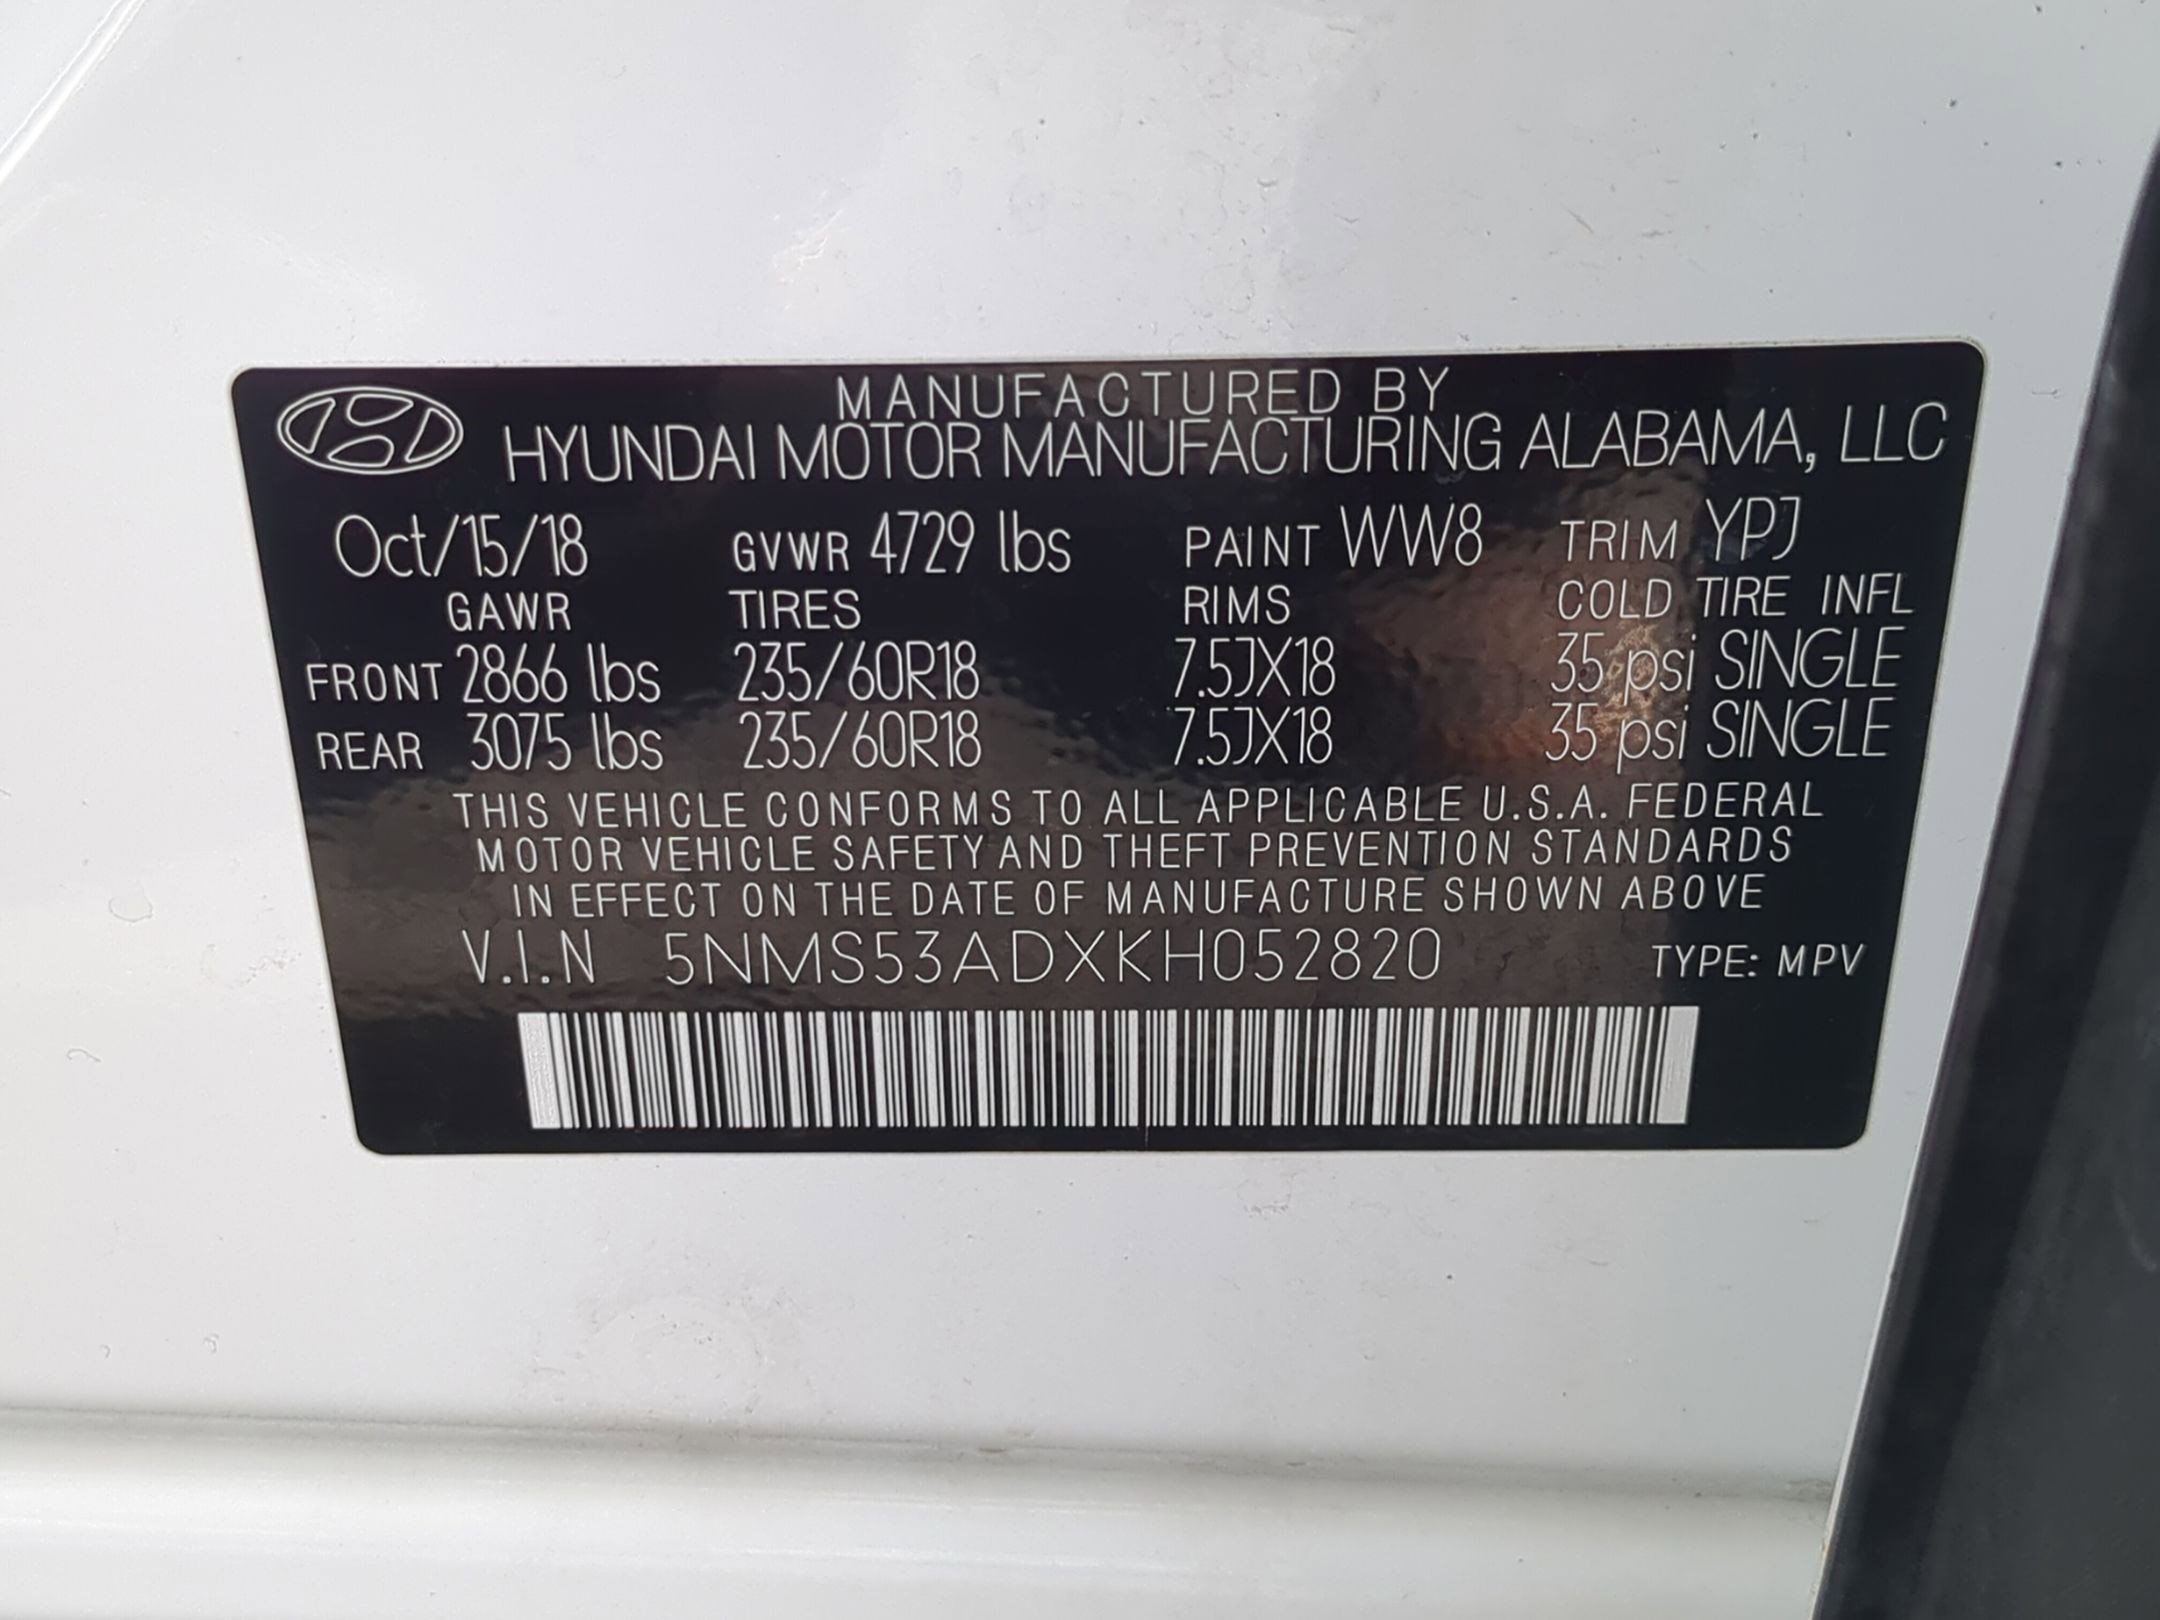 MANUFACTURED BY
HYUNDAI MOTOR MANUFACTURING ALABAMA, LLC
Oct/15/18 GVWR 4729 lbs PAINT WW8 TRIM YPJ
GAWR TIRES RIMS COLD TIRE INFL
FRONT 2866 lbs 235/60R18 7.5JX18 35 psi SINGLE
REAR 3075 lbs 235/60R18 7.5JX18 35 psi SINGLE
THIS VEHICLE CONFORMS TO ALL APPLICABLE U.S.A. FEDERAL
MOTOR VEHICLE SAFETY AND THEFT PREVENTION STANDARDS
IN EFFECT ON THE DATE OF MANUFACTURE SHOWN ABOVE
V.I.N 5NMS53ADXKH052820 TYPE: MPV